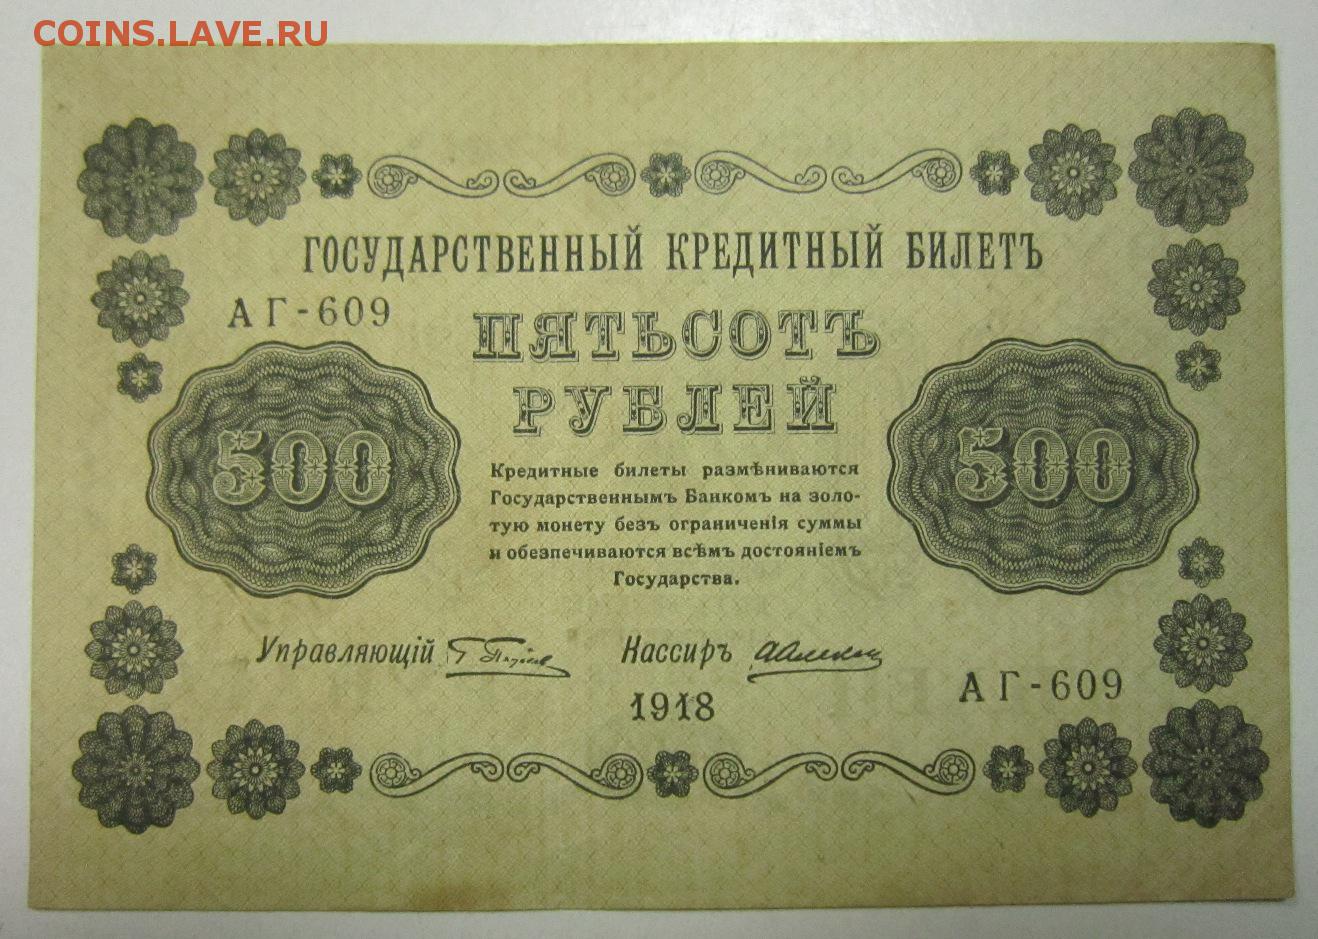 COINS.LAVE.RU
ГОСУДАРСТВЕННЫЙ КРЕДИТНЫЙ БИЛЕТЪ
АГ-609
ПЯТЬСОТЪ
РУБЛЕЙ
500
500
Кредитные билеты размѣниваются
Государственнымъ Банкомъ на золо-
тую монету безъ ограниченія суммы
и обезпечиваются всѣмъ достояніемъ
Государства.
Управляющій
Кассиръ
1918
АГ-609